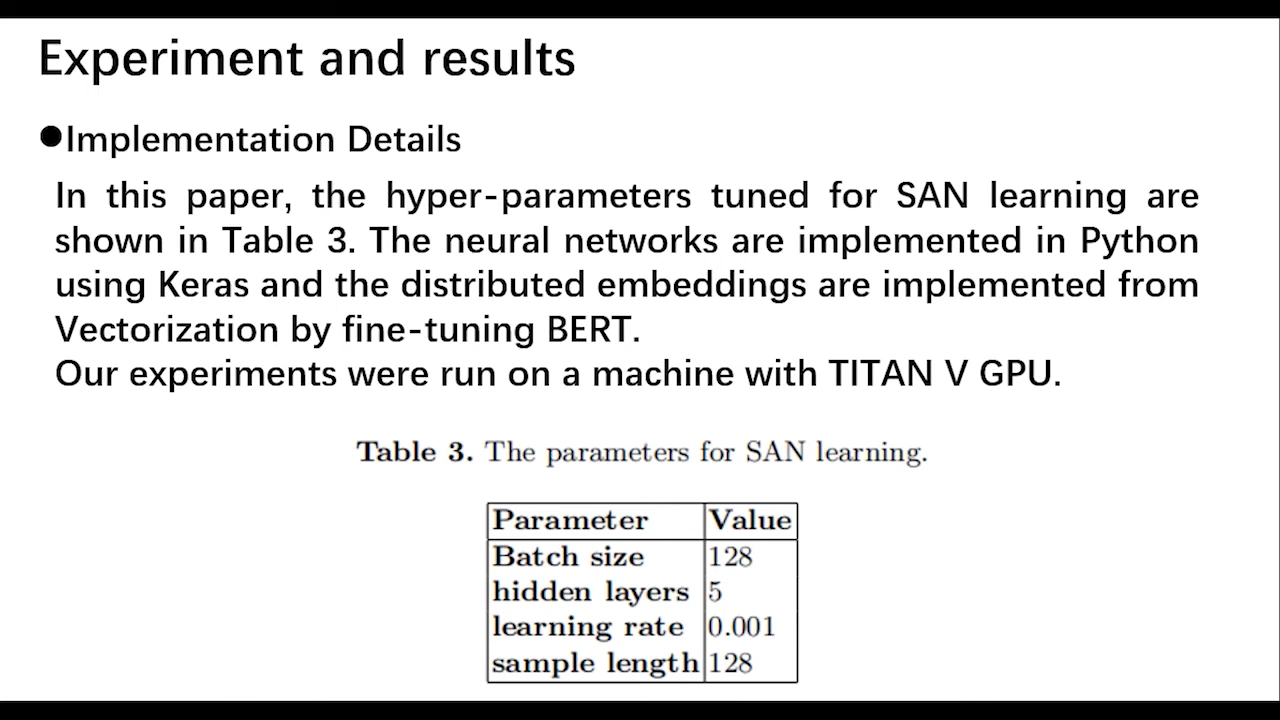 Experiment and results
●Implementation Details
In this paper, the hyper-parameters tuned for SAN learning are
shown in Table 3. The neural networks are implemented in Python
using Keras and the distributed embeddings are implemented from
Vectorization by fine-tuning BERT.
Our experiments were run on a machine with TITAN V GPU.
Table 3. The parameters for SAN learning.
Parameter Value
Batch size 128
hidden layers 5
learning rate 0.001
sample length 128